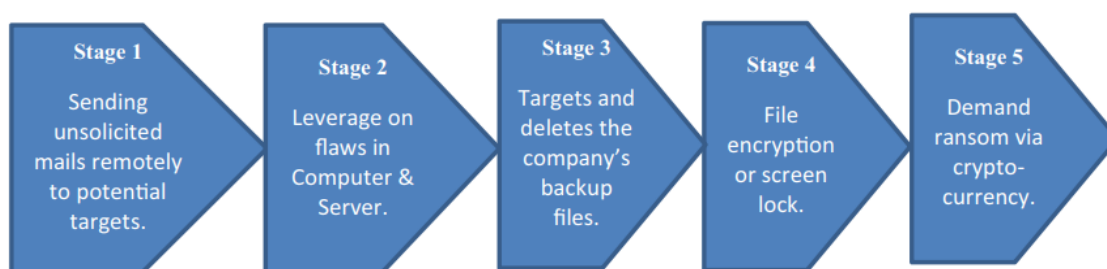 Stage 1
Sending
unsolicited
mails remotely
to potential
targets.
Stage 2
Leverage on
flaws in
Computer &
Server.
Stage 3
Targets and
deletes the
company's
backup
files.
Stage 4
File
encryption
or screen
lock.
Stage 5
Demand
ransom via
crypto-
currency.